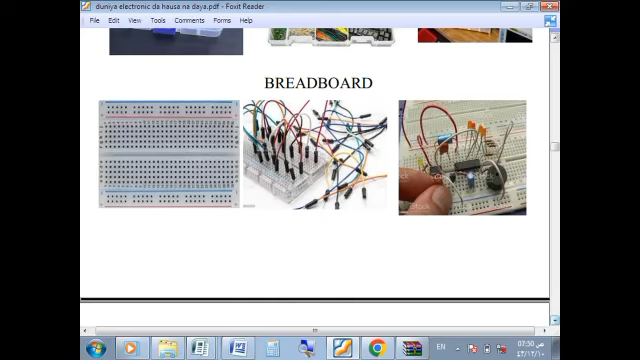 duniya electronic da hausa na daya.pdf - Foxit Reader
File Edit View Tools Comments Forms Help
BREADBOARD
EN
07:50 ص